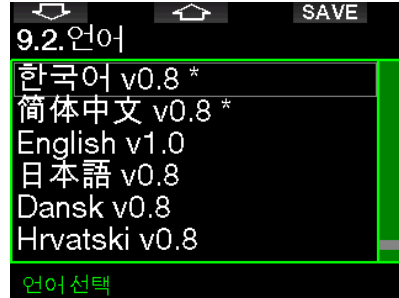 SAVE
9.2.언어
한국어 v0.8 *
简体中文 v0.8 *
English v1.0
日本語 v0.8
Dansk v0.8
Hrvatski v0.8
언어 선택